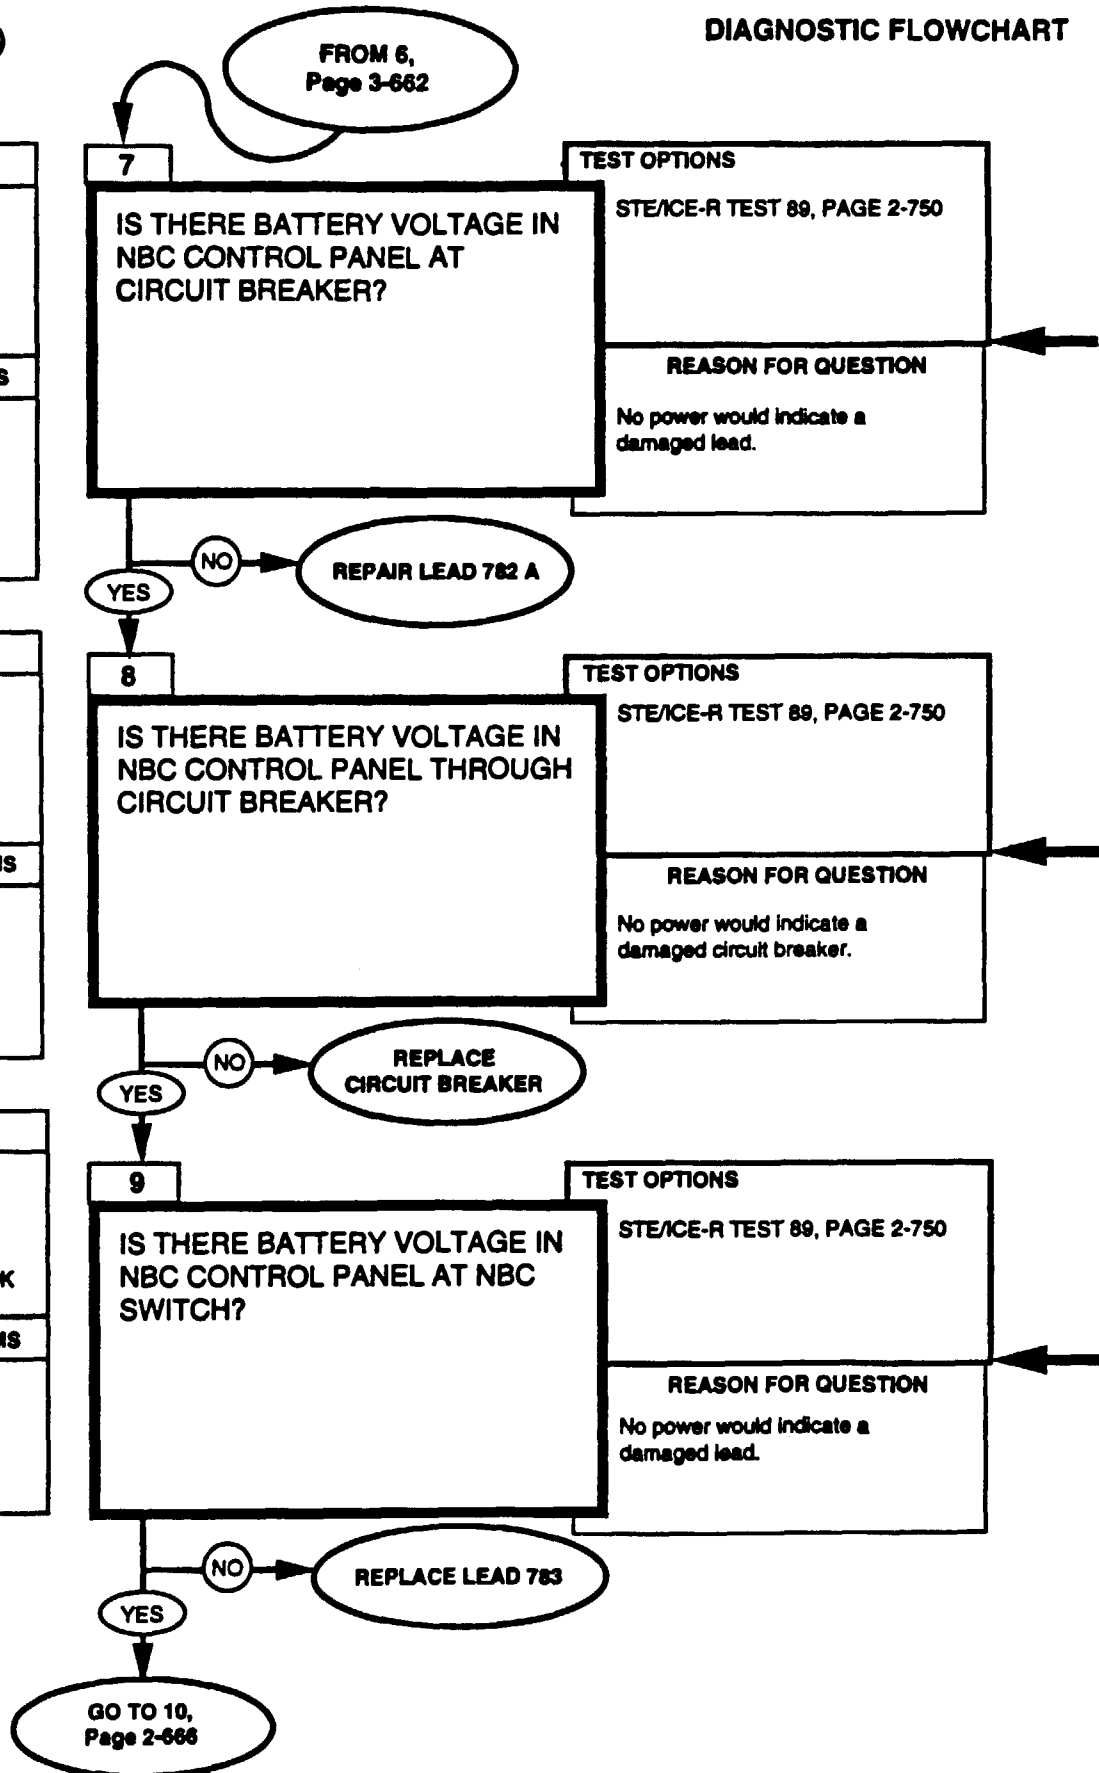 )
DIAGNOSTIC FLOWCHART
FROM 6,
Page 3-662
7
IS THERE BATTERY VOLTAGE IN
NBC CONTROL PANEL AT
CIRCUIT BREAKER?
TEST OPTIONS
STE/ICE-R TEST 89, PAGE 2-750
REASON FOR QUESTION
No power would indicate a
damaged lead.
S
NO
REPAIR LEAD 782 A
YES
8
IS THERE BATTERY VOLTAGE IN
NBC CONTROL PANEL THROUGH
CIRCUIT BREAKER?
TEST OPTIONS
STE/ICE-R TEST 89, PAGE 2-750
REASON FOR QUESTION
No power would indicate a
damaged circuit breaker.
MS
NO
REPLACE
CIRCUIT BREAKER
YES
9
IS THERE BATTERY VOLTAGE IN
NBC CONTROL PANEL AT NBC
SWITCH?
TEST OPTIONS
STE/ICE-R TEST 89, PAGE 2-750
REASON FOR QUESTION
No power would indicate a
damaged lead.
K
MS
NO
REPLACE LEAD 783
YES
GO TO 10,
Page 2-666